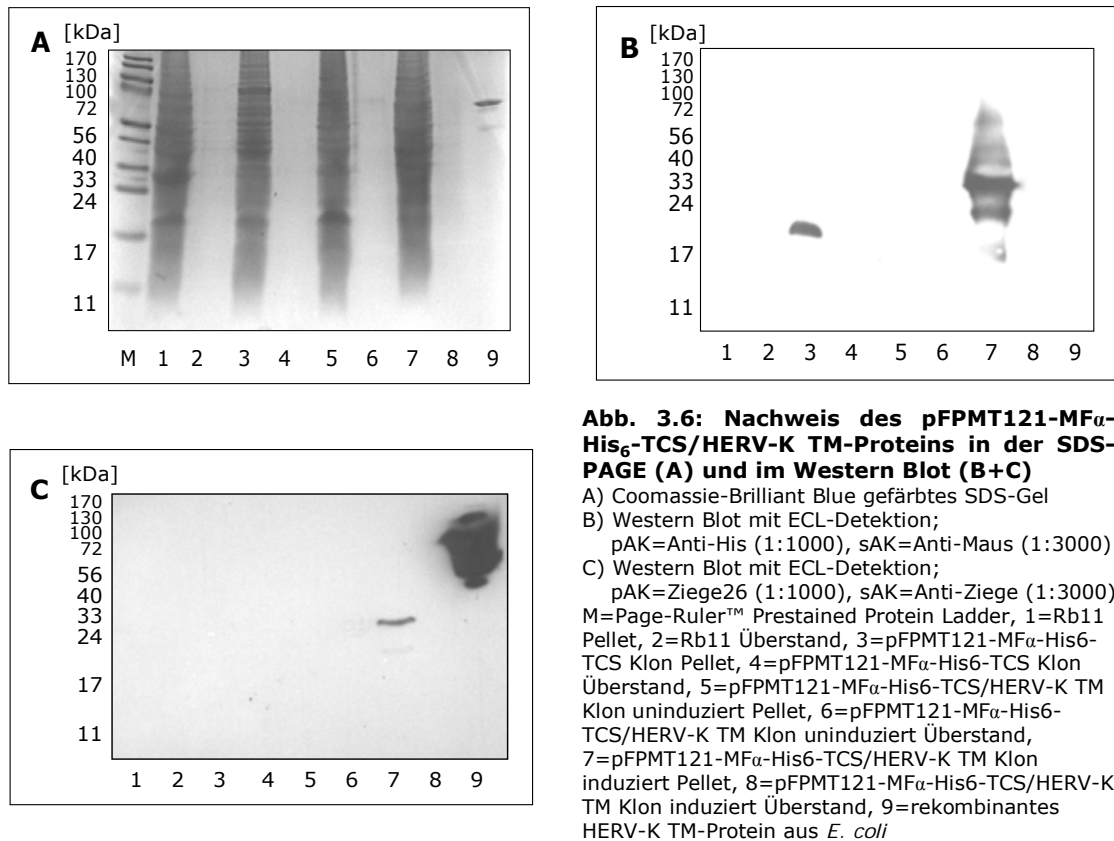 A
[kDa]
170
130
100
72
56
40
33
24
17
11
M 1 2 3 4 5 6 7 8 9
B
[kDa]
170
130
100
72
56
40
33
24
17
11
1 2 3 4 5 6 7 8 9
C
[kDa]
170
130
100
72
56
40
33
24
17
11
1 2 3 4 5 6 7 8 9
Abb. 3.6: Nachweis des pFPMT121-MFα-
His₆-TCS/HERV-K TM-Proteins in der SDS-
PAGE (A) und im Western Blot (B+C)
A) Coomassie-Brilliant Blue gefärbtes SDS-Gel
B) Western Blot mit ECL-Detektion;
pAK=Anti-His (1:1000), sAK=Anti-Maus (1:3000)
C) Western Blot mit ECL-Detektion;
pAK=Ziege26 (1:1000), sAK=Anti-Ziege (1:3000)
M=Page-Ruler™ Prestained Protein Ladder, 1=Rb11
Pellet, 2=Rb11 Überstand, 3=pFPMT121-MFα-His6-
TCS Klon Pellet, 4=pFPMT121-MFα-His6-TCS Klon
Überstand, 5=pFPMT121-MFα-His6-TCS/HERV-K TM
Klon uninduziert Pellet, 6=pFPMT121-MFα-His6-
TCS/HERV-K TM Klon uninduziert Überstand,
7=pFPMT121-MFα-His6-TCS/HERV-K TM Klon
induziert Pellet, 8=pFPMT121-MFα-His6-TCS/HERV-K
TM Klon induziert Überstand, 9=rekombinantes
HERV-K TM-Protein aus E. coli